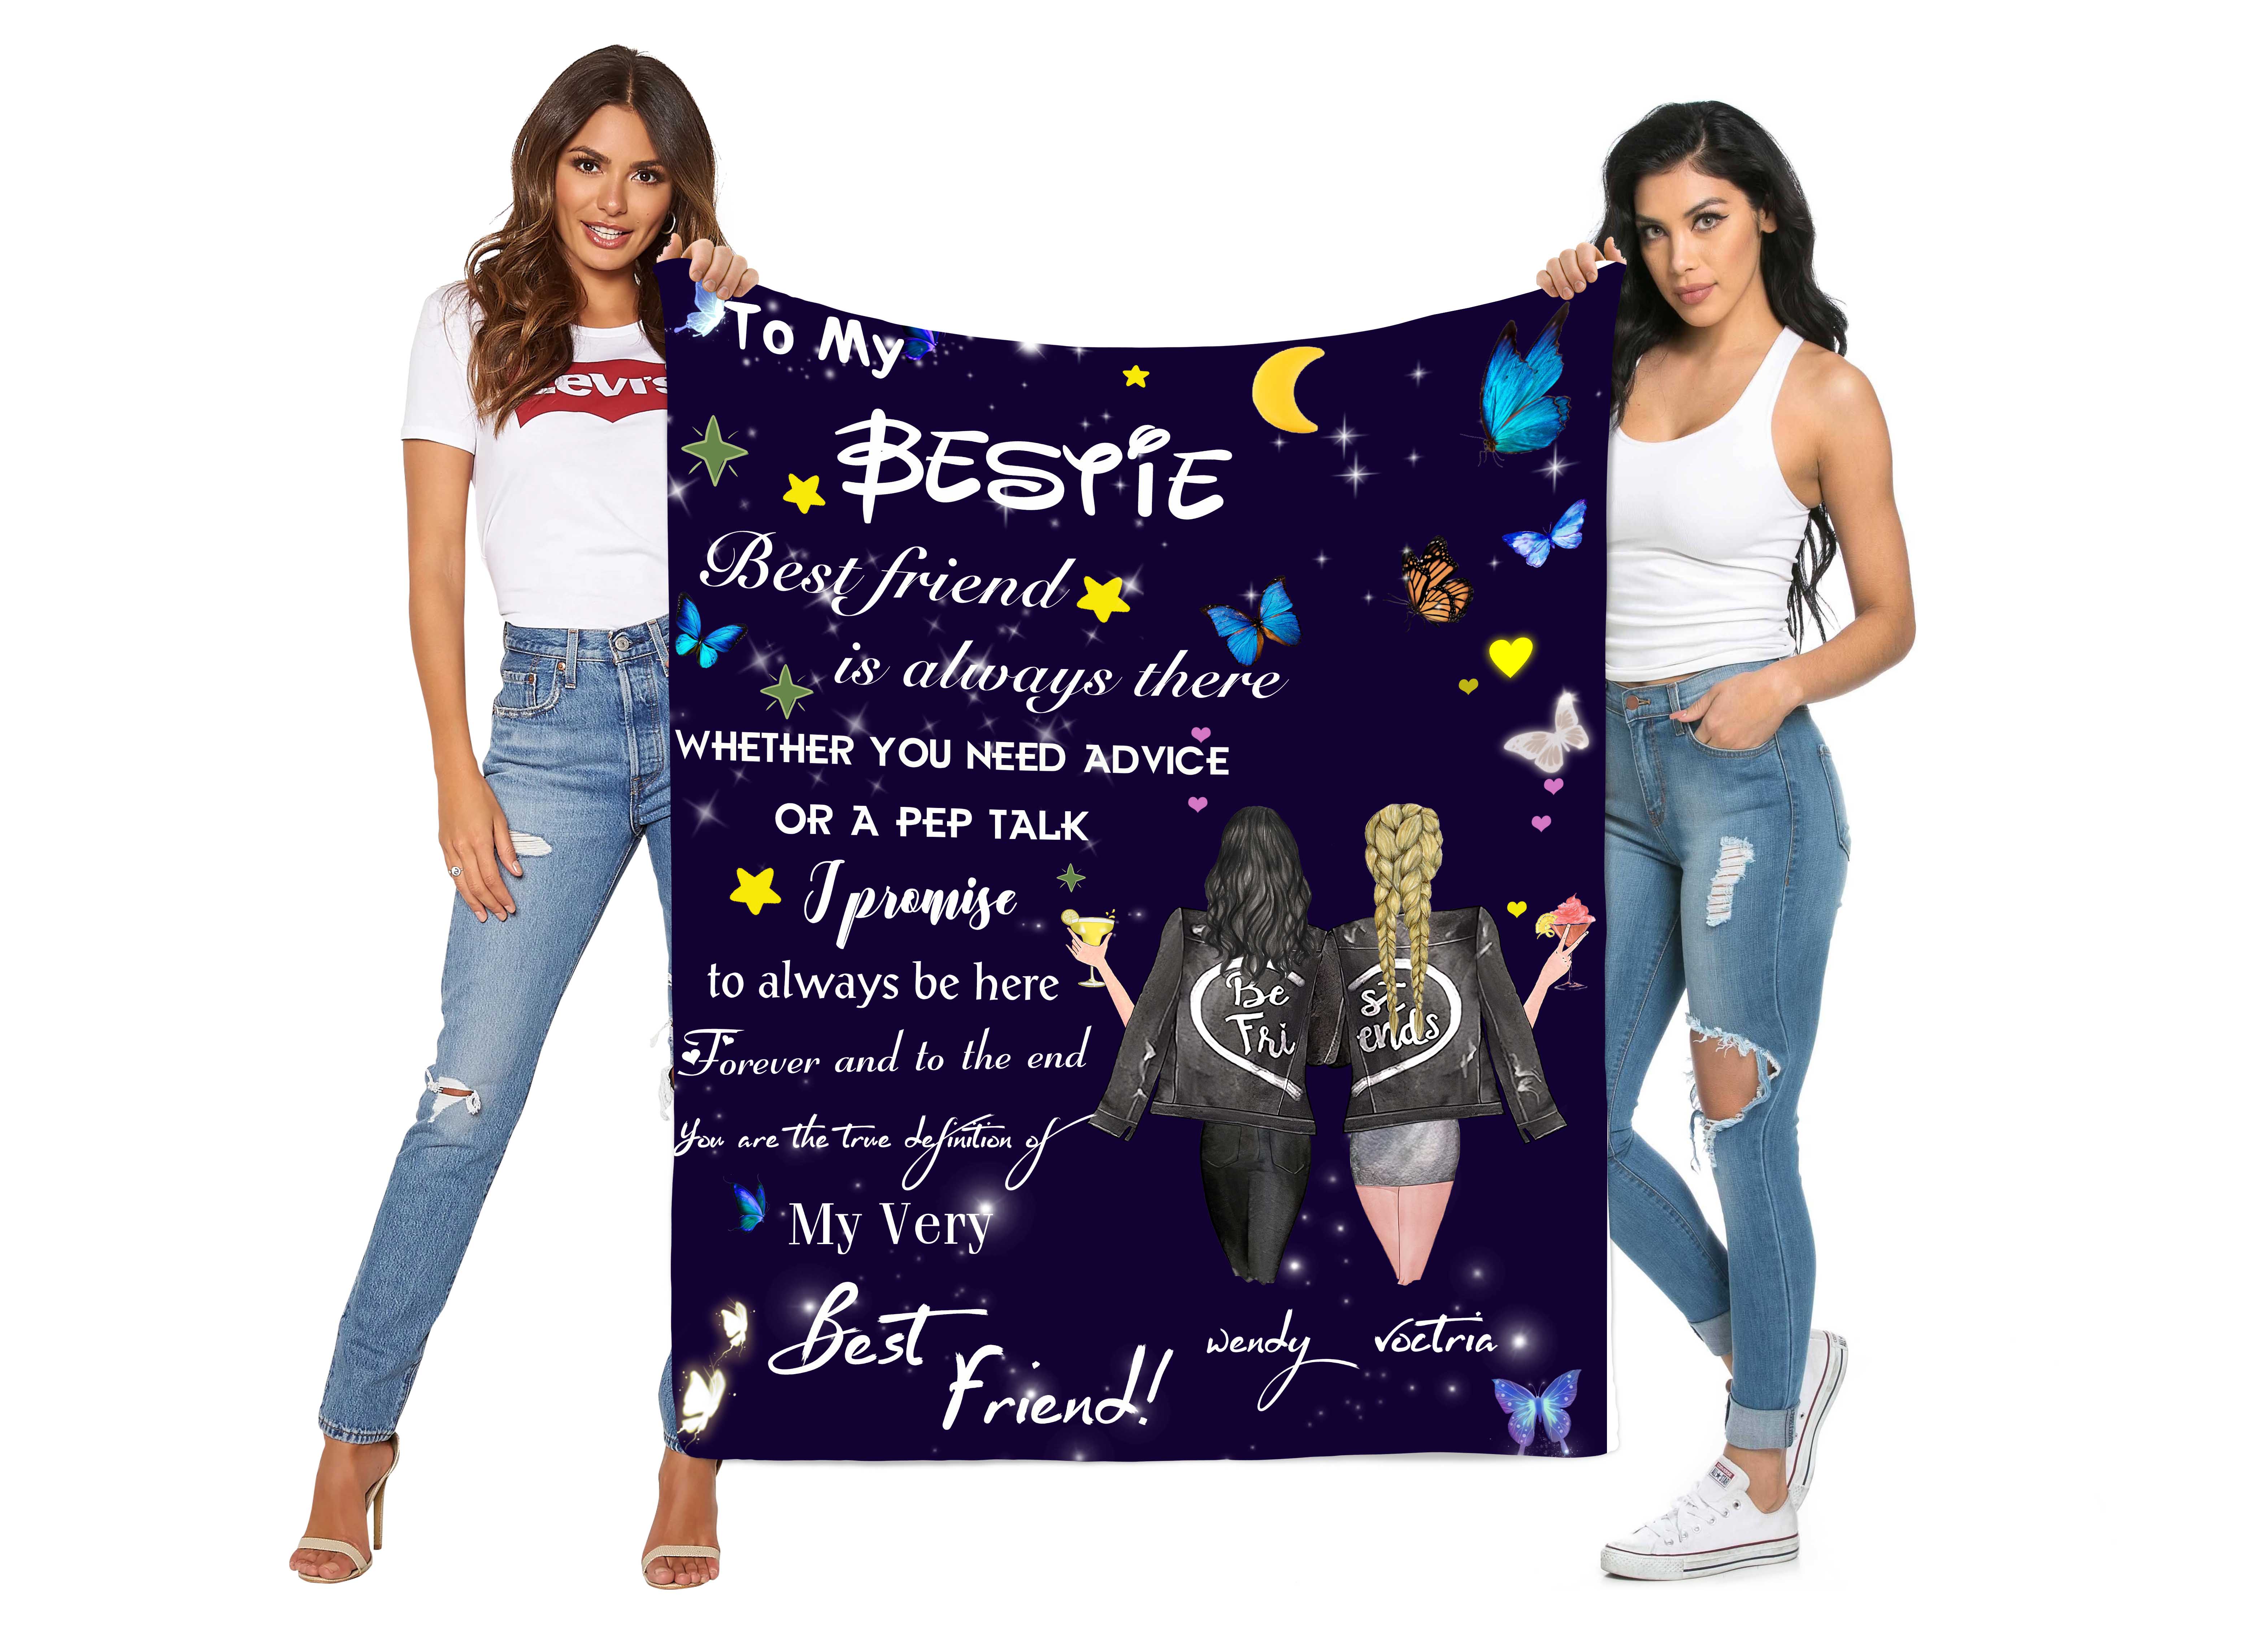 Levi's
To My
BESTIE
Best friend
is always there
WHETHER YOU NEED ADVICE
OR A PEP TALK
I promise
to always be here
Forever and to the end
You are the true definition of
My Very
Best
Friend!
Be
Fri
st
ends
wendy voctria